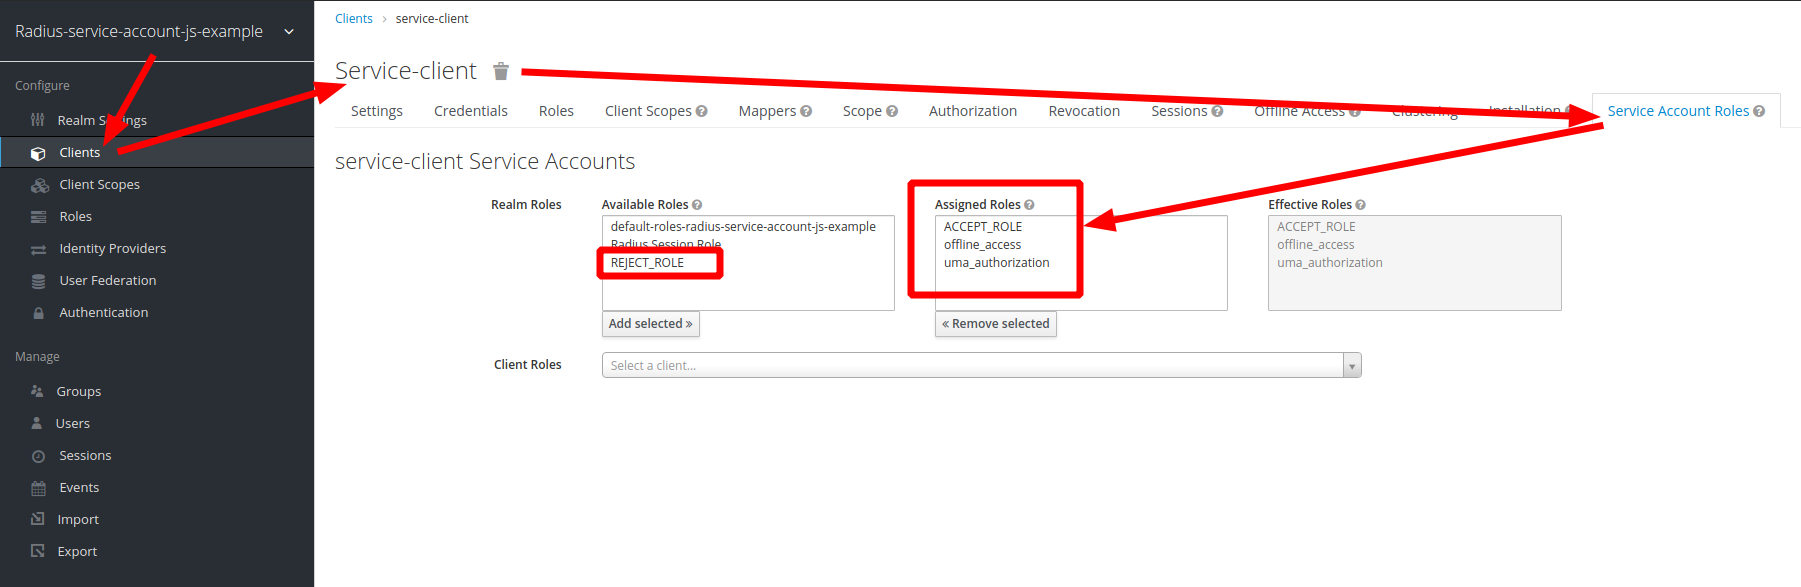 Radius-service-account-js-example
Configure
Realm Settings
Clients
Client Scopes
Roles
Identity Providers
User Federation
Authentication
Manage
Groups
Users
Sessions
Events
Import
Export
Clients > service-client
Service-client
Settings Credentials Roles Client Scopes Mappers Scope Authorization Revocation Sessions Offline Access Clustering Installation Service Account Roles
service-client Service Accounts
Realm Roles
Available Roles
default-roles-radius-service-account-js-example
Radius Session Role
REJECT_ROLE
Add selected »
Assigned Roles
ACCEPT_ROLE
offline_access
uma_authorization
« Remove selected
Effective Roles
ACCEPT_ROLE
offline_access
uma_authorization
Client Roles
Select a client...